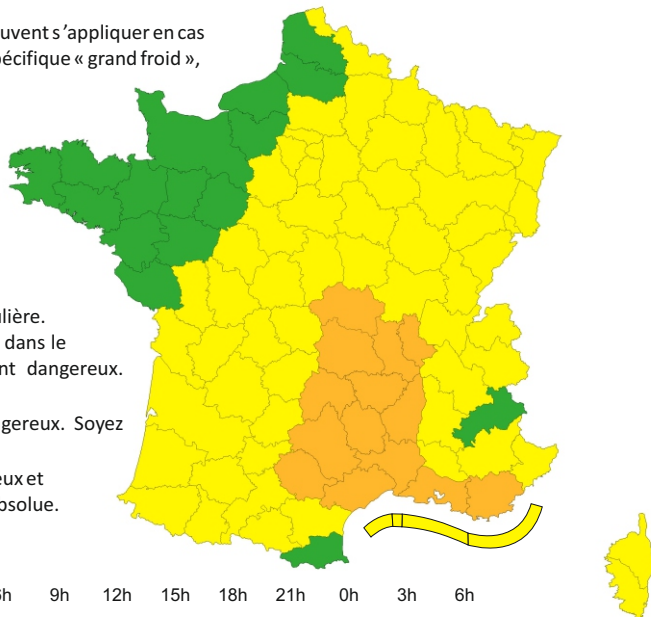 uvent s'appliquer en cas
pécifique « grand froid »,
lière.
dans le
nt dangereux.
gereux. Soyez
eux et
bsolue.
6h 9h 12h 15h 18h 21h 0h 3h 6h